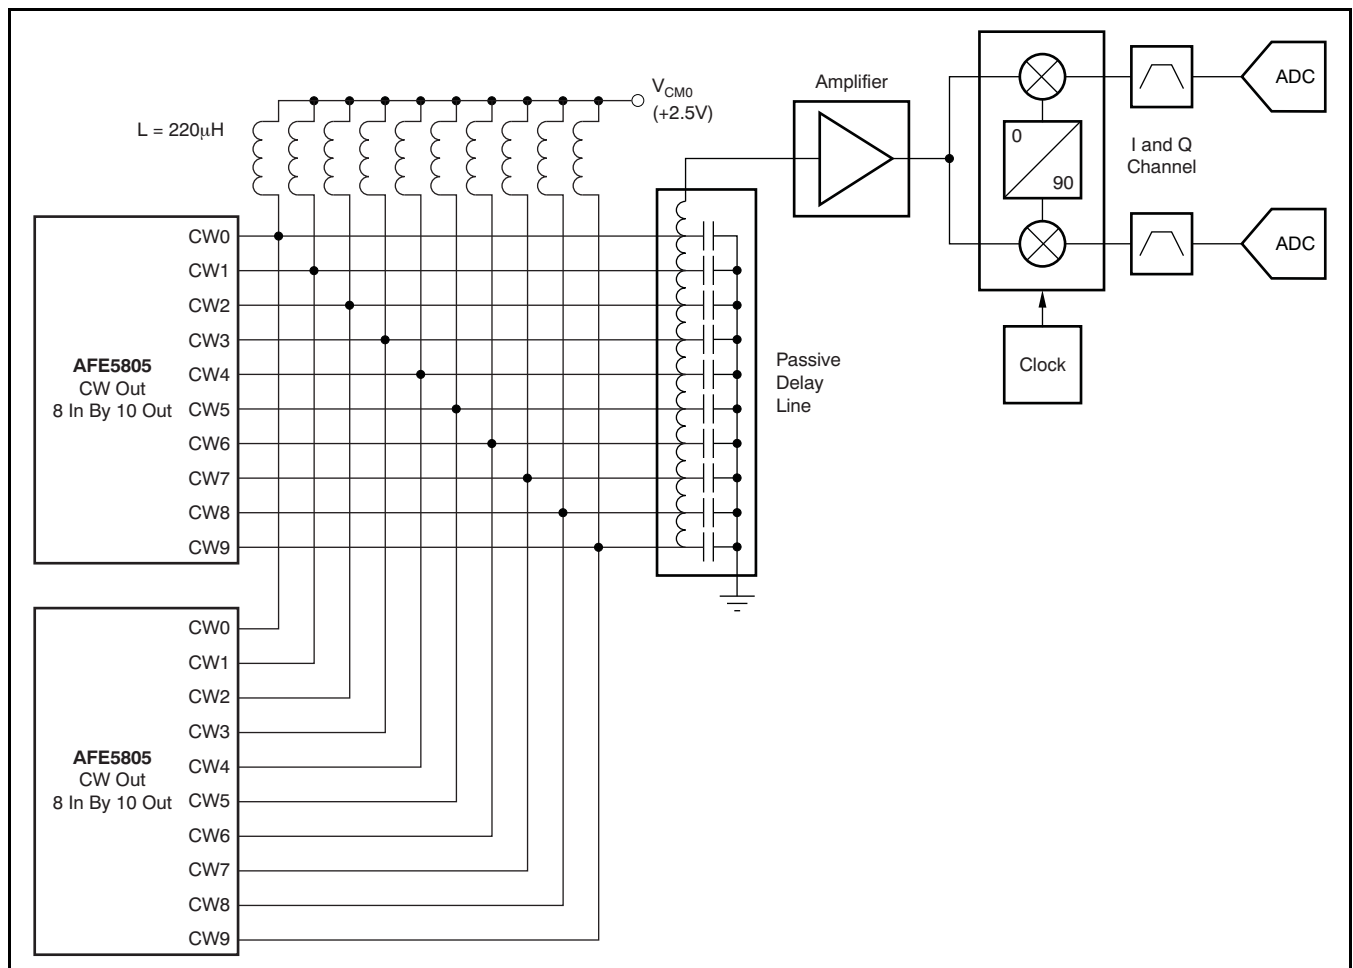 L = 220μH
VCM0
(+2.5V)
Amplifier
ADC
0
90
I and Q
Channel
ADC
Clock
Passive
Delay
Line
AFE5805
CW Out
8 In By 10 Out
CW0
CW1
CW2
CW3
CW4
CW5
CW6
CW7
CW8
CW9
AFE5805
CW Out
8 In By 10 Out
CW0
CW1
CW2
CW3
CW4
CW5
CW6
CW7
CW8
CW9